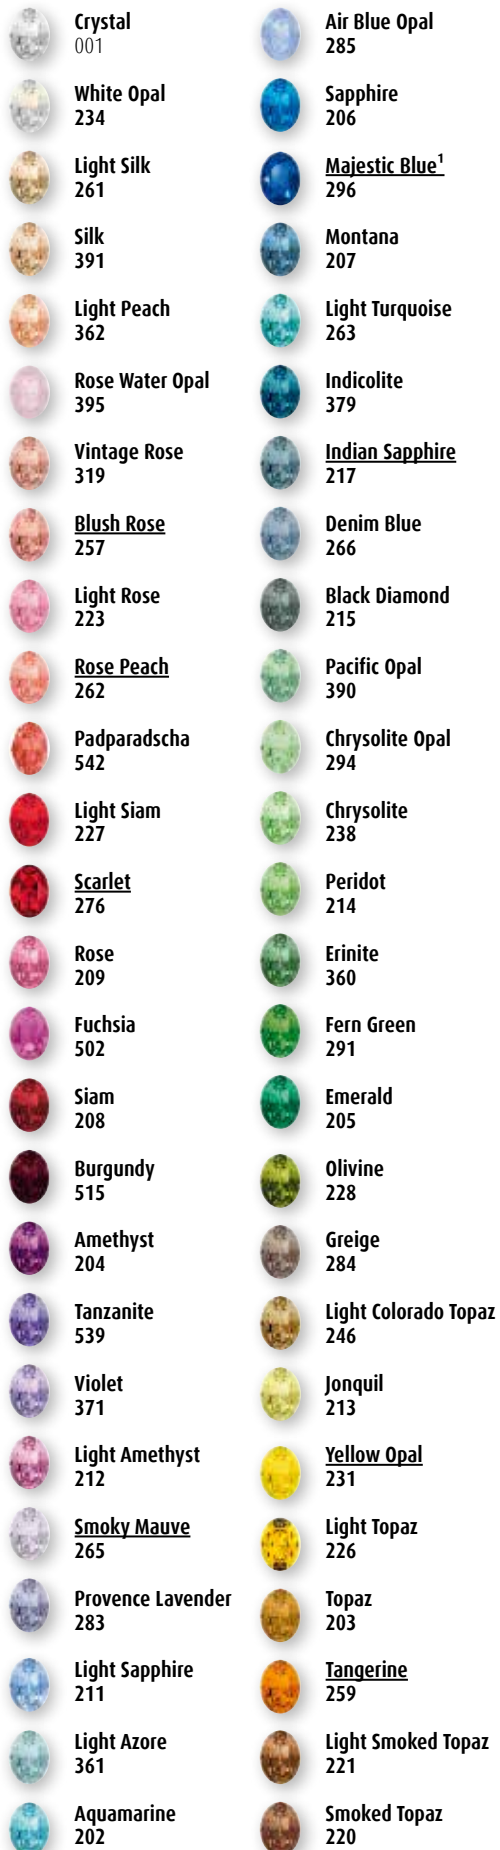 Crystal
001
White Opal
234
Light Silk
261
Silk
391
Light Peach
362
Rose Water Opal
395
Vintage Rose
319
Blush Rose
257
Light Rose
223
Rose Peach
262
Padparadscha
542
Light Siam
227
Scarlet
276
Rose
209
Fuchsia
502
Siam
208
Burgundy
515
Amethyst
204
Tanzanite
539
Violet
371
Light Amethyst
212
Smoky Mauve
265
Provence Lavender
283
Light Sapphire
211
Light Azore
361
Aquamarine
202
Air Blue Opal
285
Sapphire
206
Majestic Blue¹
296
Montana
207
Light Turquoise
263
Indicolite
379
Indian Sapphire
217
Denim Blue
266
Black Diamond
215
Pacific Opal
390
Chrysolite Opal
294
Chrysolite
238
Peridot
214
Erinite
360
Fern Green
291
Emerald
205
Olivine
228
Greige
284
Light Colorado Topaz
246
Jonquil
213
Yellow Opal
231
Light Topaz
226
Topaz
203
Tangerine
259
Light Smoked Topaz
221
Smoked Topaz
220